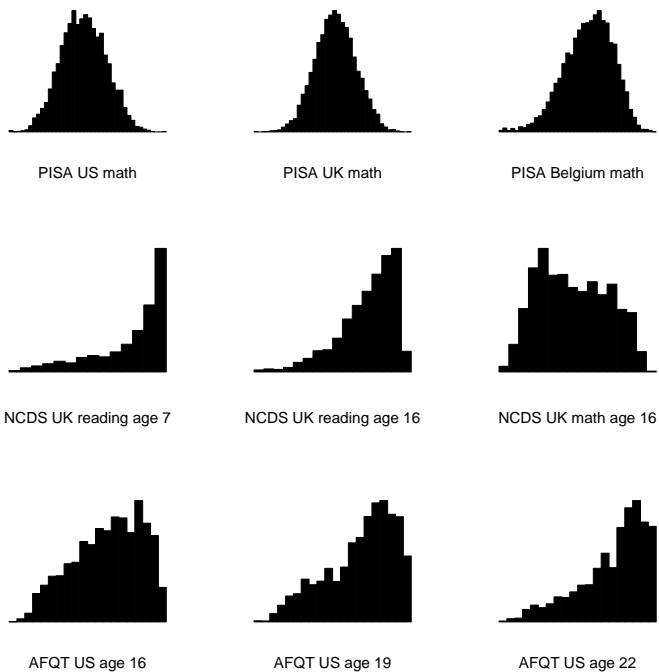 PISA US math
PISA UK math
PISA Belgium math
NCDS UK reading age 7
NCDS UK reading age 16
NCDS UK math age 16
AFQT US age 16
AFQT US age 19
AFQT US age 22